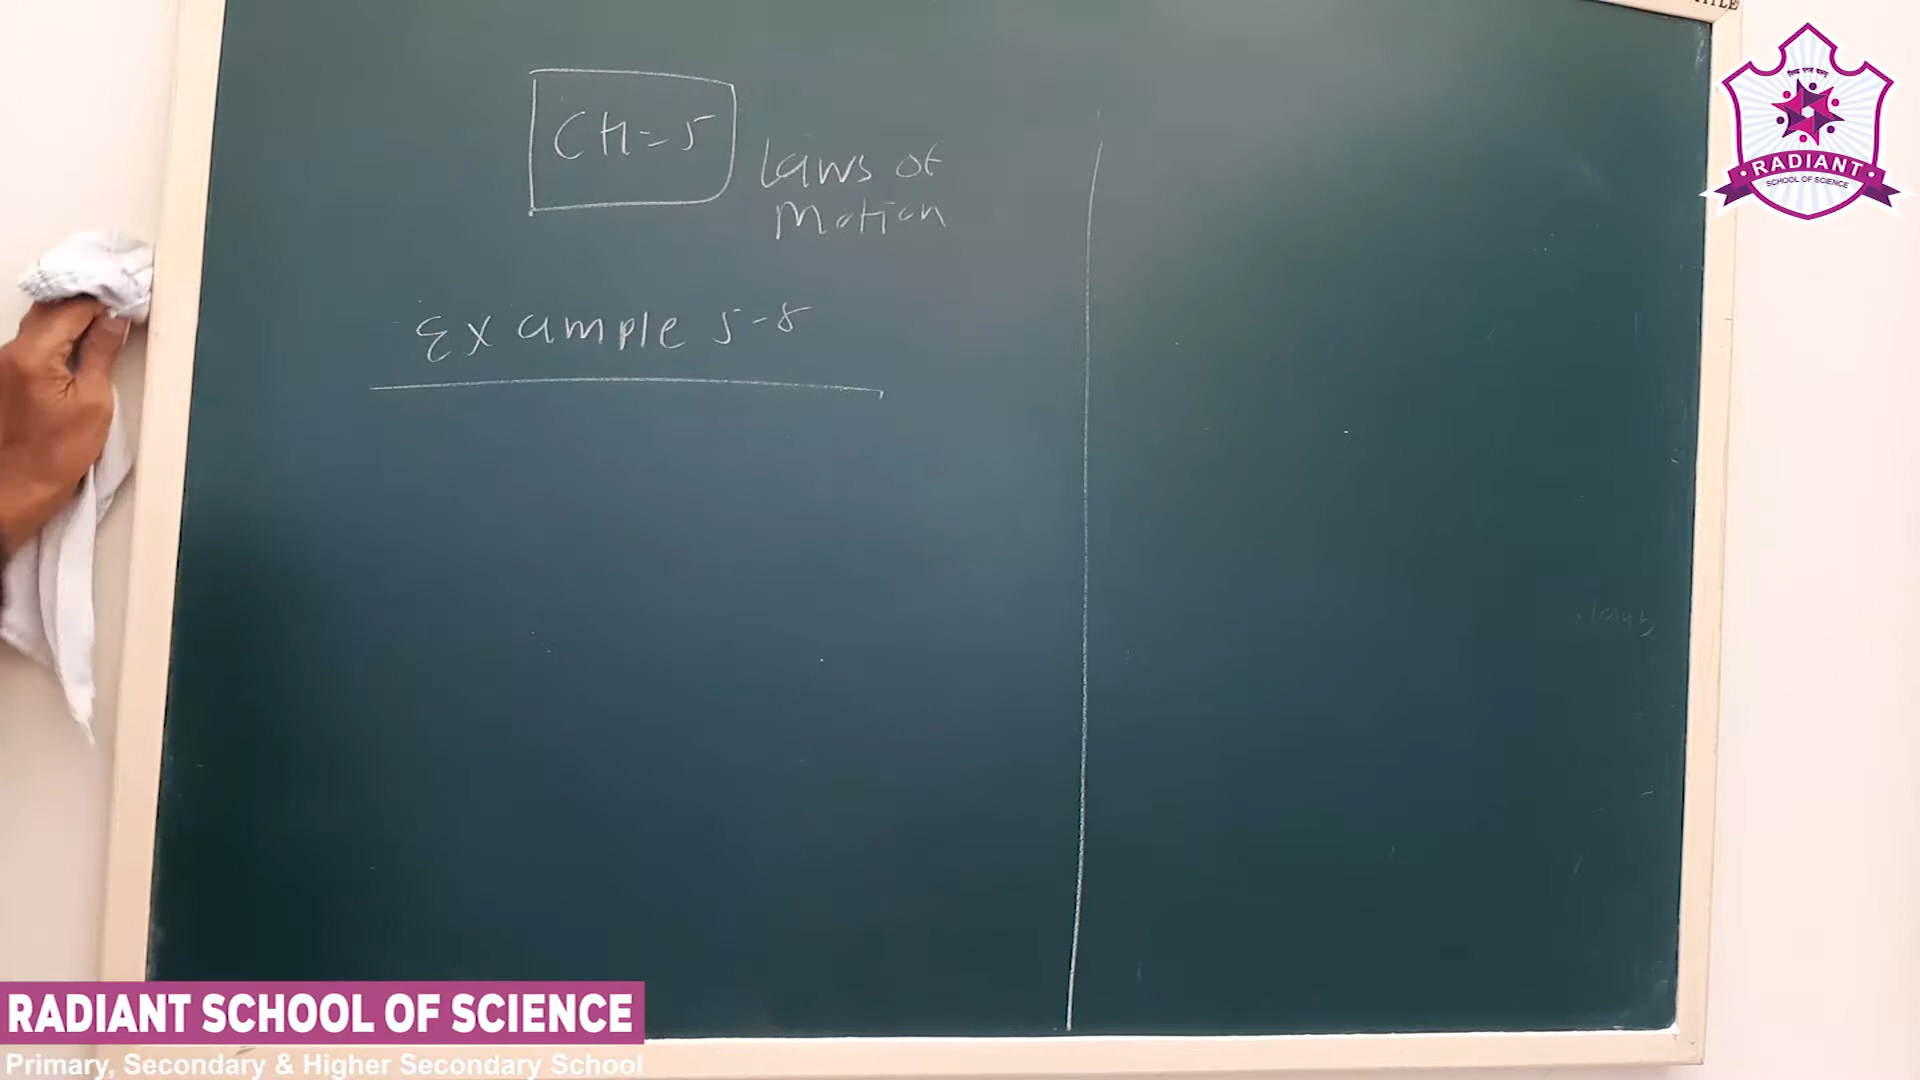 CH=5
Laws of
Motion
Example 5-8
RADIANT
SCHOOL OF SCIENCE
RADIANT SCHOOL OF SCIENCE
Primary, Secondary & Higher Secondary School